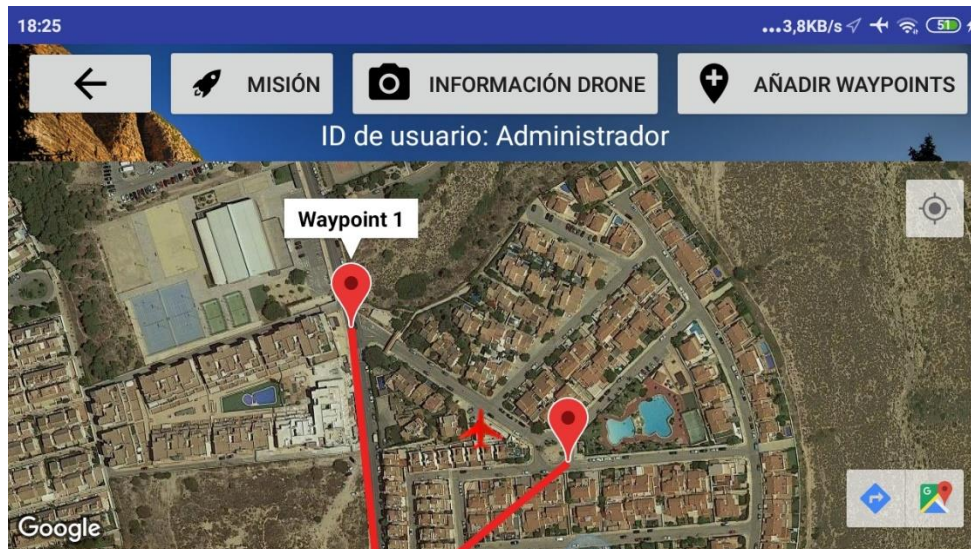 18:25
...3,8KB/s 51
MISIÓN
INFORMACIÓN DRONE
AÑADIR WAYPOINTS
ID de usuario: Administrador
Waypoint 1
G
Google